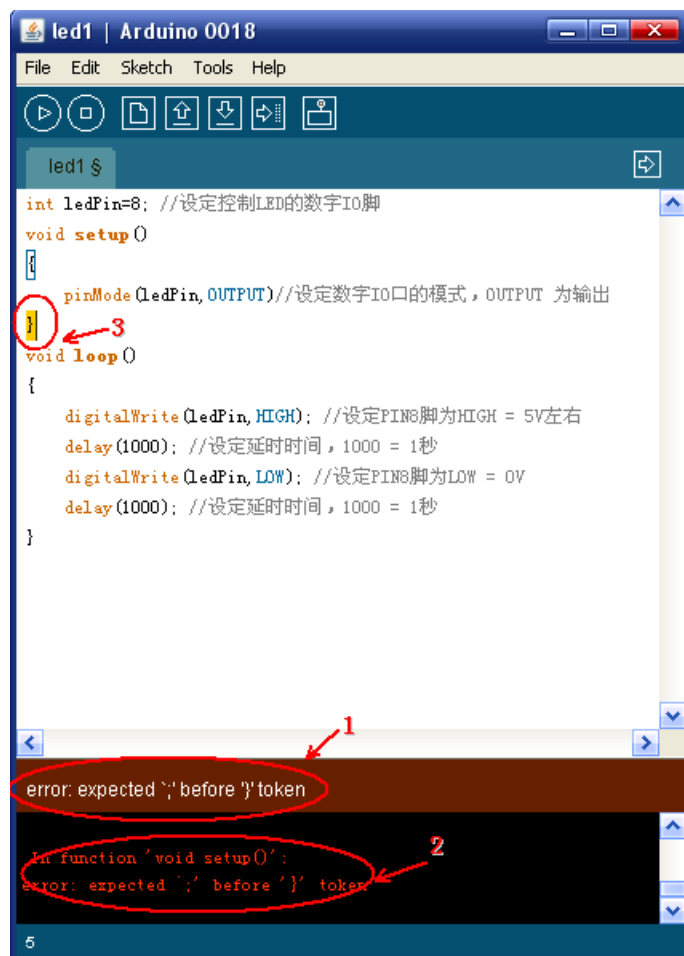 led1 | Arduino 0018
File Edit Sketch Tools Help
led1 §
int ledPin=8; //设定控制LED的数字IO脚
void setup()
{
pinMode(ledPin,OUTPUT)//设定数字IO口的模式，OUTPUT 为输出
}
3
void loop()
{
digitalWrite(ledPin,HIGH); //设定PIN8脚为HIGH = 5V左右
delay(1000); //设定延时时间，1000 = 1秒
digitalWrite(ledPin,LOW); //设定PIN8脚为LOW = 0V
delay(1000); //设定延时时间，1000 = 1秒
}
1
error: expected `;' before '}' token
2
In function 'void setup()':
error: expected `;' before '}' token
5